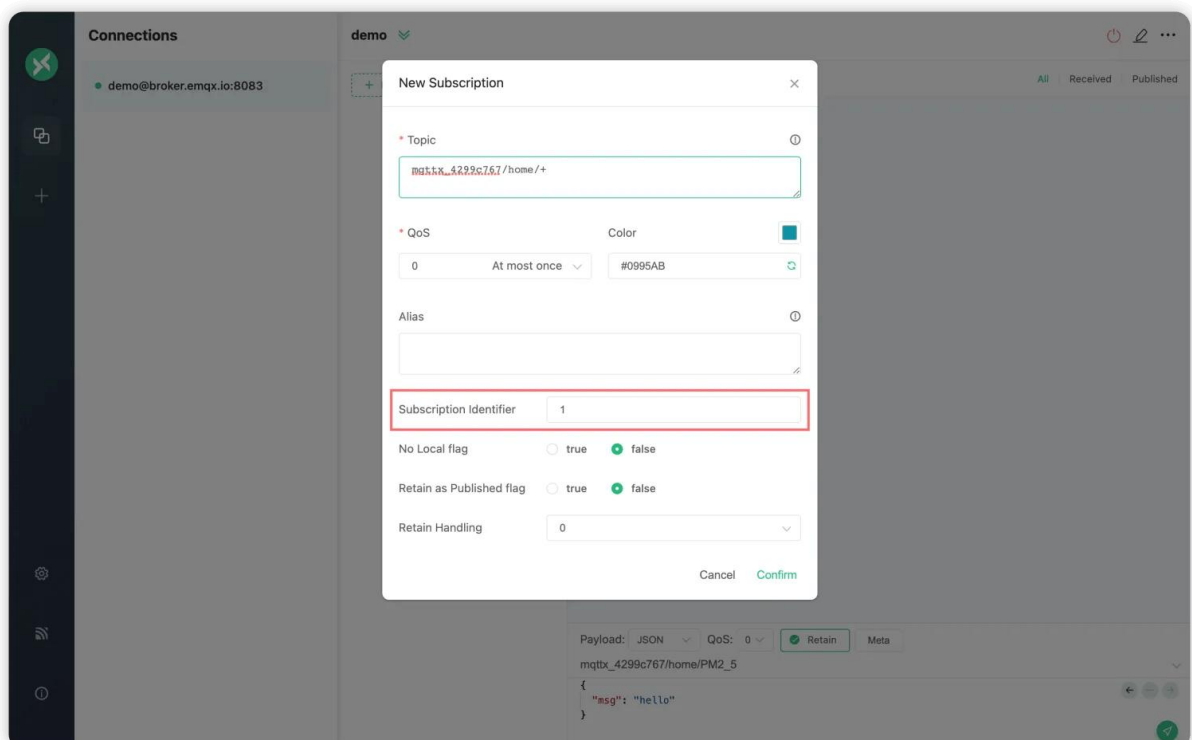 Connections
demo
demo@broker.emqx.io:8083
All Received Published
New Subscription
* Topic
mqttx_4299c767/home/+
* QoS Color
0 At most once #0995AB
Alias
Subscription Identifier 1
No Local flag true false
Retain as Published flag true false
Retain Handling 0
Cancel Confirm
Payload: JSON QoS: 0 Retain Meta
mqttx_4299c767/home/PM2_5
{
"msg": "hello"
}